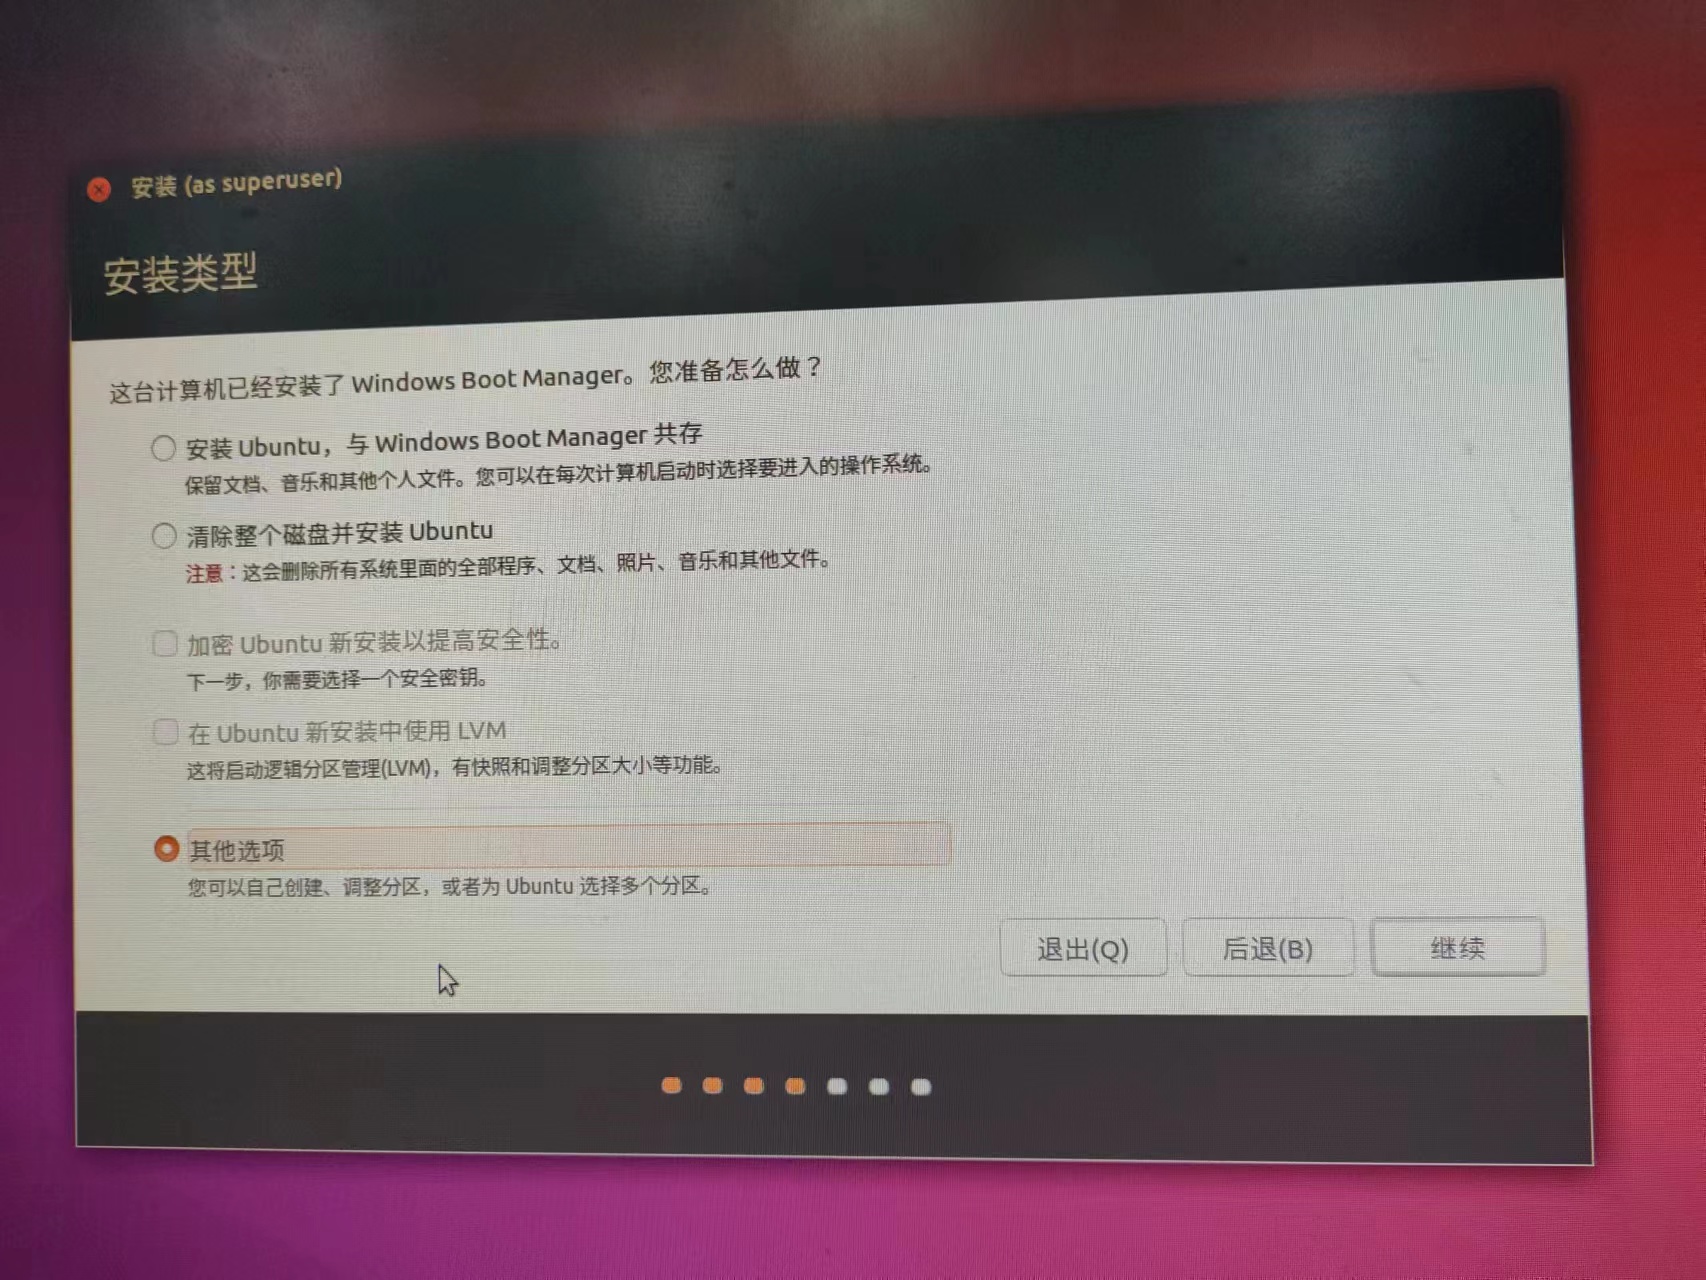 安装 (as superuser)
安装类型
这台计算机已经安装了 Windows Boot Manager。您准备怎么做？
安装 Ubuntu，与 Windows Boot Manager 共存
保留文档、音乐和其他个人文件。您可以在每次计算机启动时选择要进入的操作系统。
清除整个磁盘并安装 Ubuntu
注意：这会删除所有系统里面的全部程序、文档、照片、音乐和其他文件。
加密 Ubuntu 新安装以提高安全性。
下一步，你需要选择一个安全密钥。
在 Ubuntu 新安装中使用 LVM
这将启动逻辑分区管理(LVM)，有快照和调整分区大小等功能。
其他选项
您可以自己创建、调整分区，或者为 Ubuntu 选择多个分区。
退出(Q) 后退(B) 继续